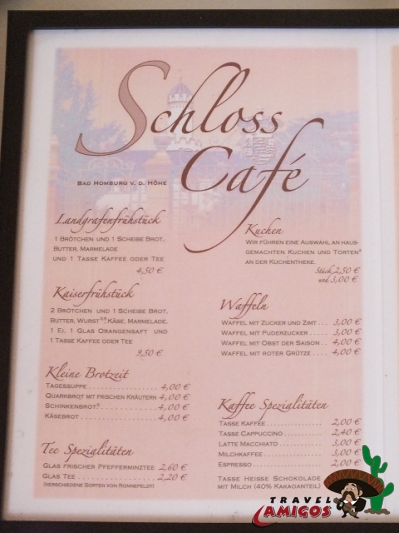 Schloss
Café
BAD HOMBURG V. D. HÖHE
Landgrafenfrühstück
1 BRÖTCHEN UND 1 SCHEIBE BROT,
BUTTER, MARMELADE
UND 1 TASSE KAFFEE ODER TEE
4,50 €
Kaiserfrühstück
2 BRÖTCHEN UND 1 SCHEIBE BROT,
BUTTER, WURST KÄSE, MARMELADE,
1 EI, 1 GLAS ORANGENSAFT UND
1 TASSE KAFFEE ODER TEE
9,50 €
Kleine Brotzeit
TAGESSUPPE 4,00 €
QUARKBROT MIT FRISCHEN KRÄUTERN 4,00 €
SCHINKENBROT 4,00 €
KÄSEBROT 4,00 €
Tee Spezialitäten
GLAS FRISCHER PFEFFERMINZTEE 2,60 €
GLAS TEE 2,20 €
(VERSCHIEDENE SORTEN VON RONNEFELDT)
Kuchen
WIR FÜHREN EINE AUSWAHL AN HAUS-
GEMACHTEN KUCHEN UND TORTEN
AN DER KUCHENTHEKE.
Stück 2,50 €
und 3,00 €
Waffeln
WAFFEL MIT ZUCKER UND ZIMT ... 3,00 €
WAFFEL MIT PUDERZUCKER ... 3,00 €
WAFFEL MIT OBST DER SAISON .. 4,00 €
WAFFEL MIT ROTER GRÜTZE ... 4,00 €
Kaffee Spezialitäten
TASSE KAFFEE 2,00 €
TASSE CAPPUCCINO 2,40 €
LATTE MACCHIATO 3,00 €
MILCHKAFFEE 3,00 €
ESPRESSO 2,00 €
TASSE HEISSE SCHOKOLADE
MIT MILCH (40% KAKAOANTEIL)
TRAVEL
AMIGOS